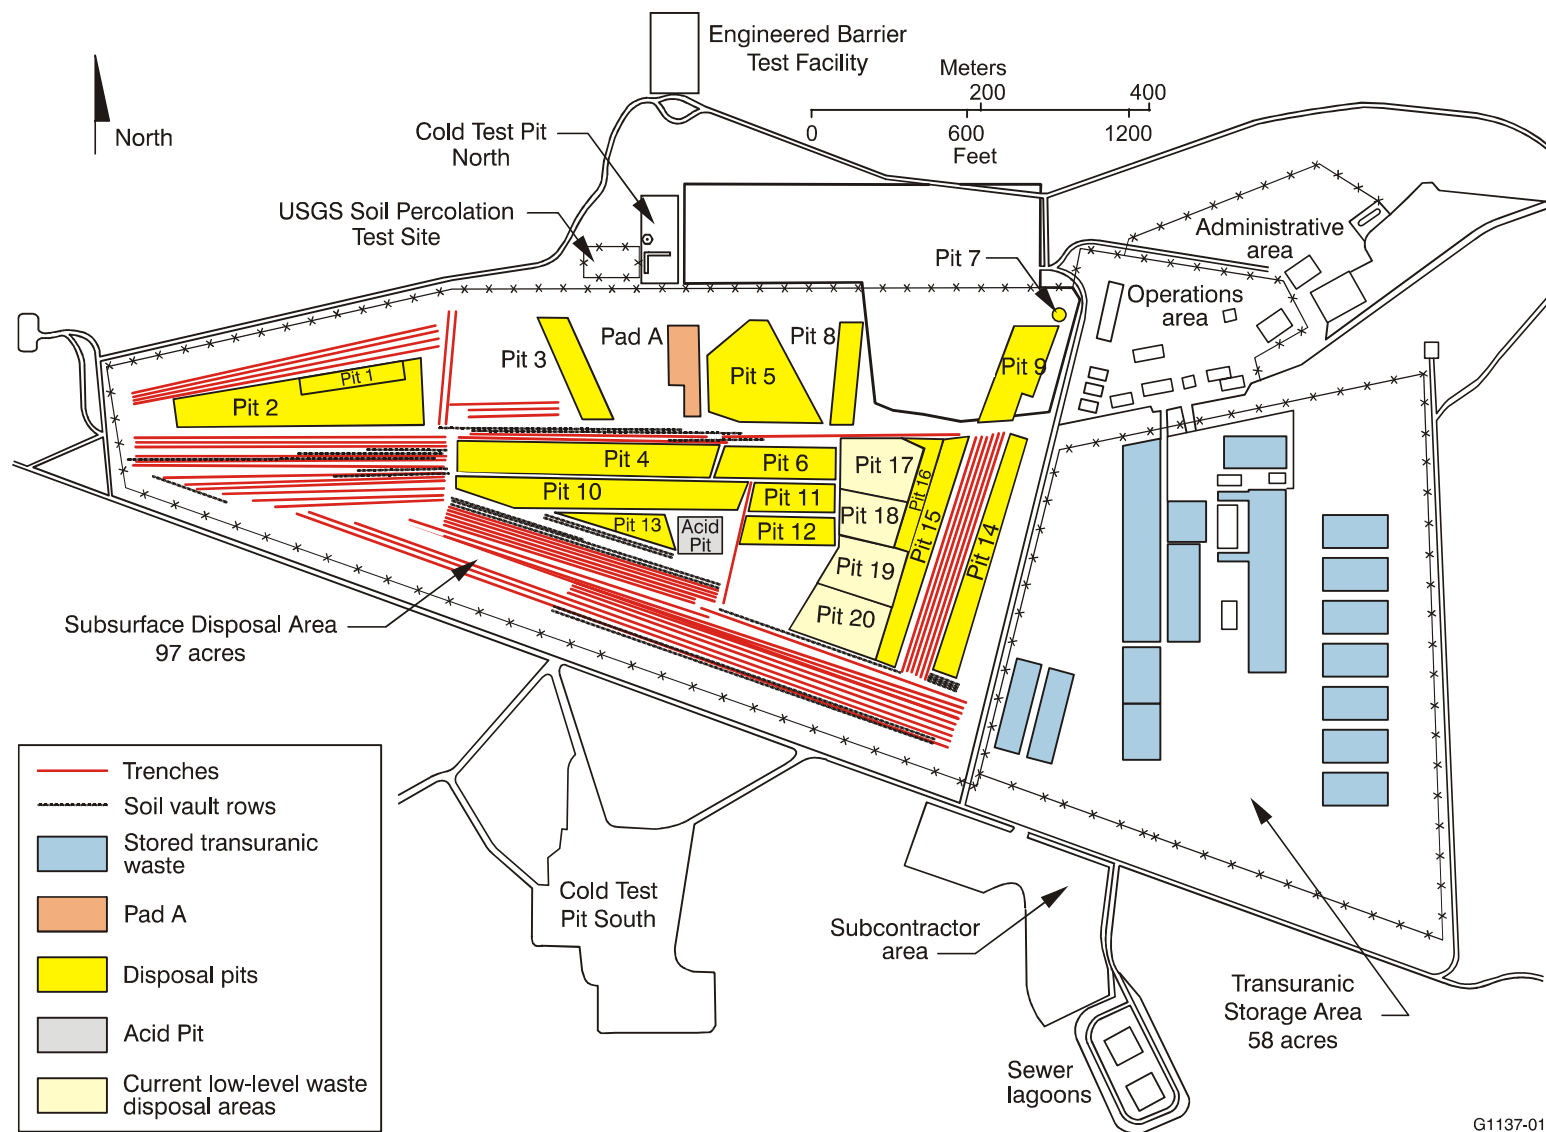 Engineered Barrier
Test Facility
Meters
200
400
0
600
1200
Feet
North
Cold Test Pit
North
USGS Soil Percolation
Test Site
Administrative
area
Pit 7
Operations
area
Pit 3
Pad A
Pit 8
Pit 5
Pit 9
Pit 1
Pit 2
Pit 4
Pit 6
Pit 17
Pit 16
Pit 10
Pit 11
Pit 18
Pit 15
Pit 14
Pit 13
Acid
Pit
Pit 12
Pit 19
Pit 20
Subsurface Disposal Area
97 acres
Trenches
Soil vault rows
Stored transuranic
waste
Pad A
Disposal pits
Acid Pit
Current low-level waste
disposal areas
Cold Test
Pit South
Subcontractor
area
Transuranic
Storage Area
58 acres
Sewer
lagoons
G1137-01